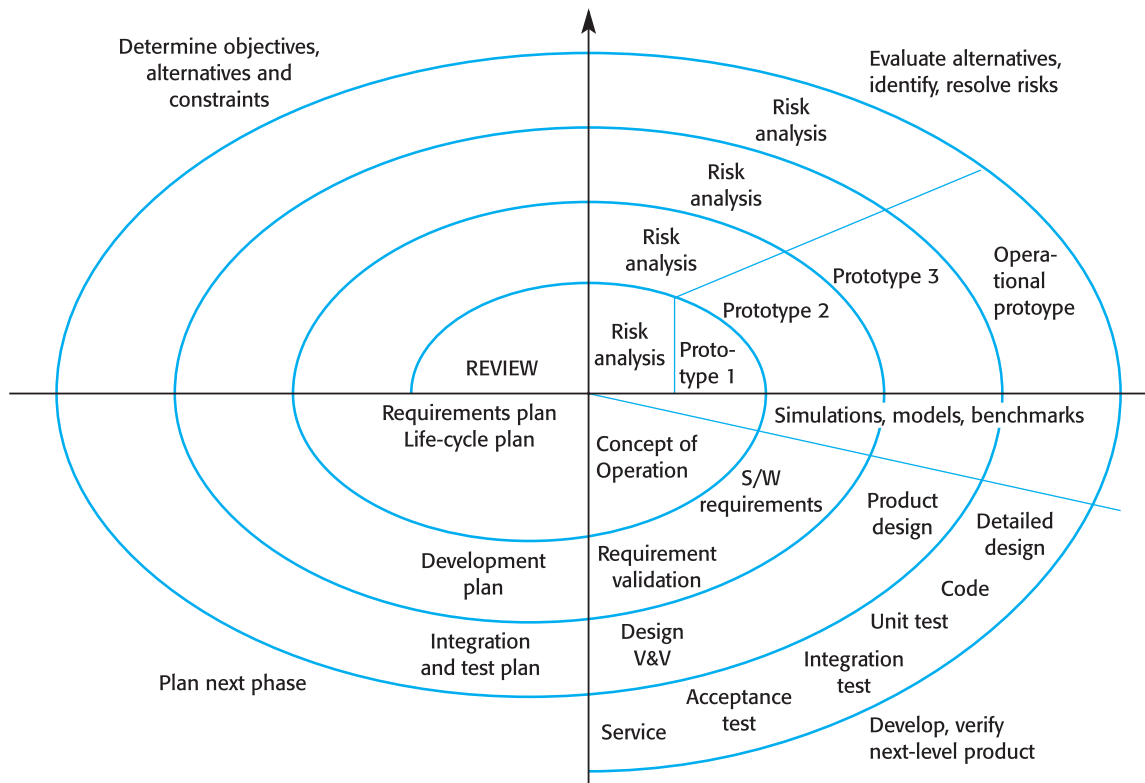 Determine objectives,
alternatives and
constraints
Evaluate alternatives,
identify, resolve risks
Risk
analysis
Risk
analysis
Risk
analysis
Risk
analysis
Opera-
tional
protoype
Prototype 3
Prototype 2
Proto-
type 1
REVIEW
Requirements plan
Life-cycle plan
Simulations, models, benchmarks
Concept of
Operation
S/W
requirements
Product
design
Detailed
design
Development
plan
Requirement
validation
Code
Unit test
Integration
and test plan
Design
V&V
Integration
test
Plan next phase
Acceptance
test
Service
Develop, verify
next-level product